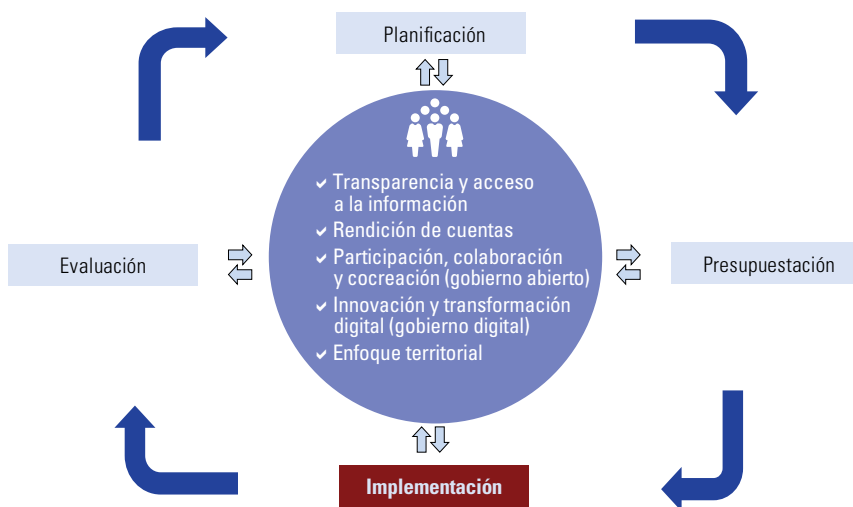 Planificación
✓ Transparencia y acceso
a la información
✓ Rendición de cuentas
✓ Participación, colaboración
y cocreación (gobierno abierto)
✓ Innovación y transformación
digital (gobierno digital)
✓ Enfoque territorial
Evaluación
Presupuestación
Implementación